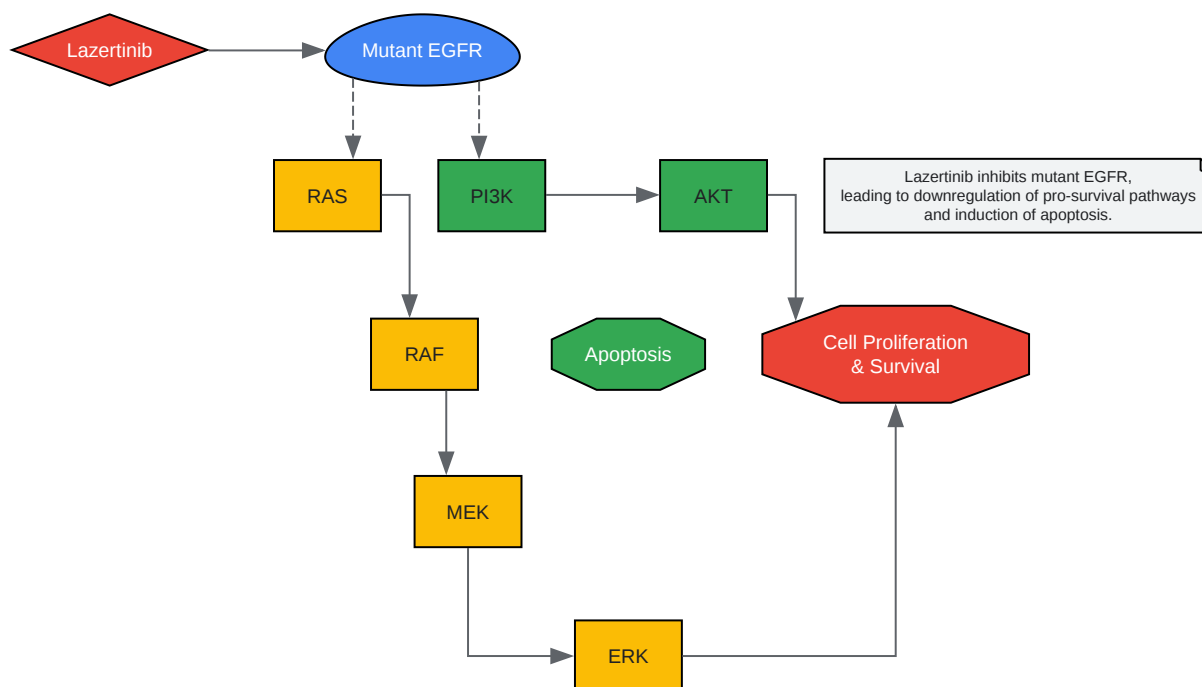 Lazertinib
Mutant EGFR
RAS
PI3K
AKT
Lazertinib inhibits mutant EGFR,
leading to downregulation of pro-survival pathways
and induction of apoptosis.
RAF
Apoptosis
Cell Proliferation
& Survival
MEK
ERK